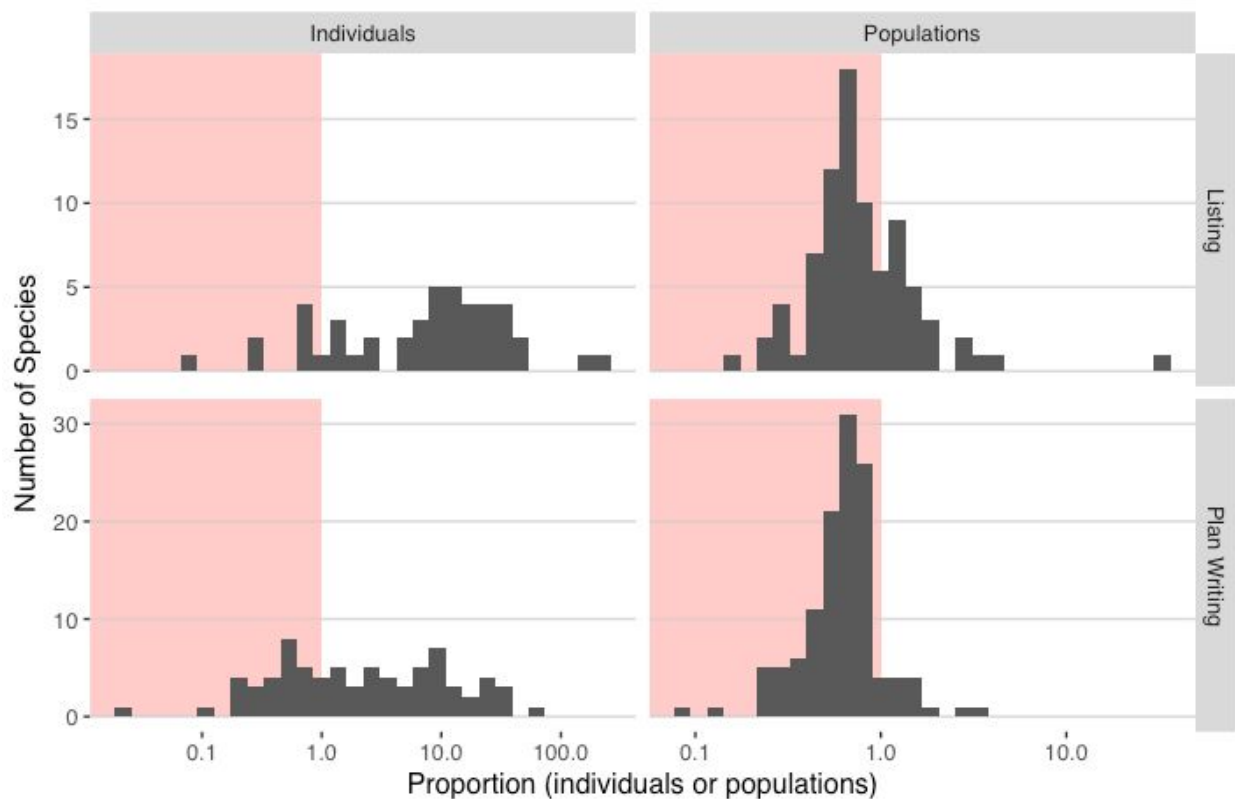 Individuals
Populations
15
10
5
0
Listing
30
20
10
0
Plan Writing
Number of Species
0.1 1.0 10.0 100.0
0.1 1.0 10.0
Proportion (individuals or populations)